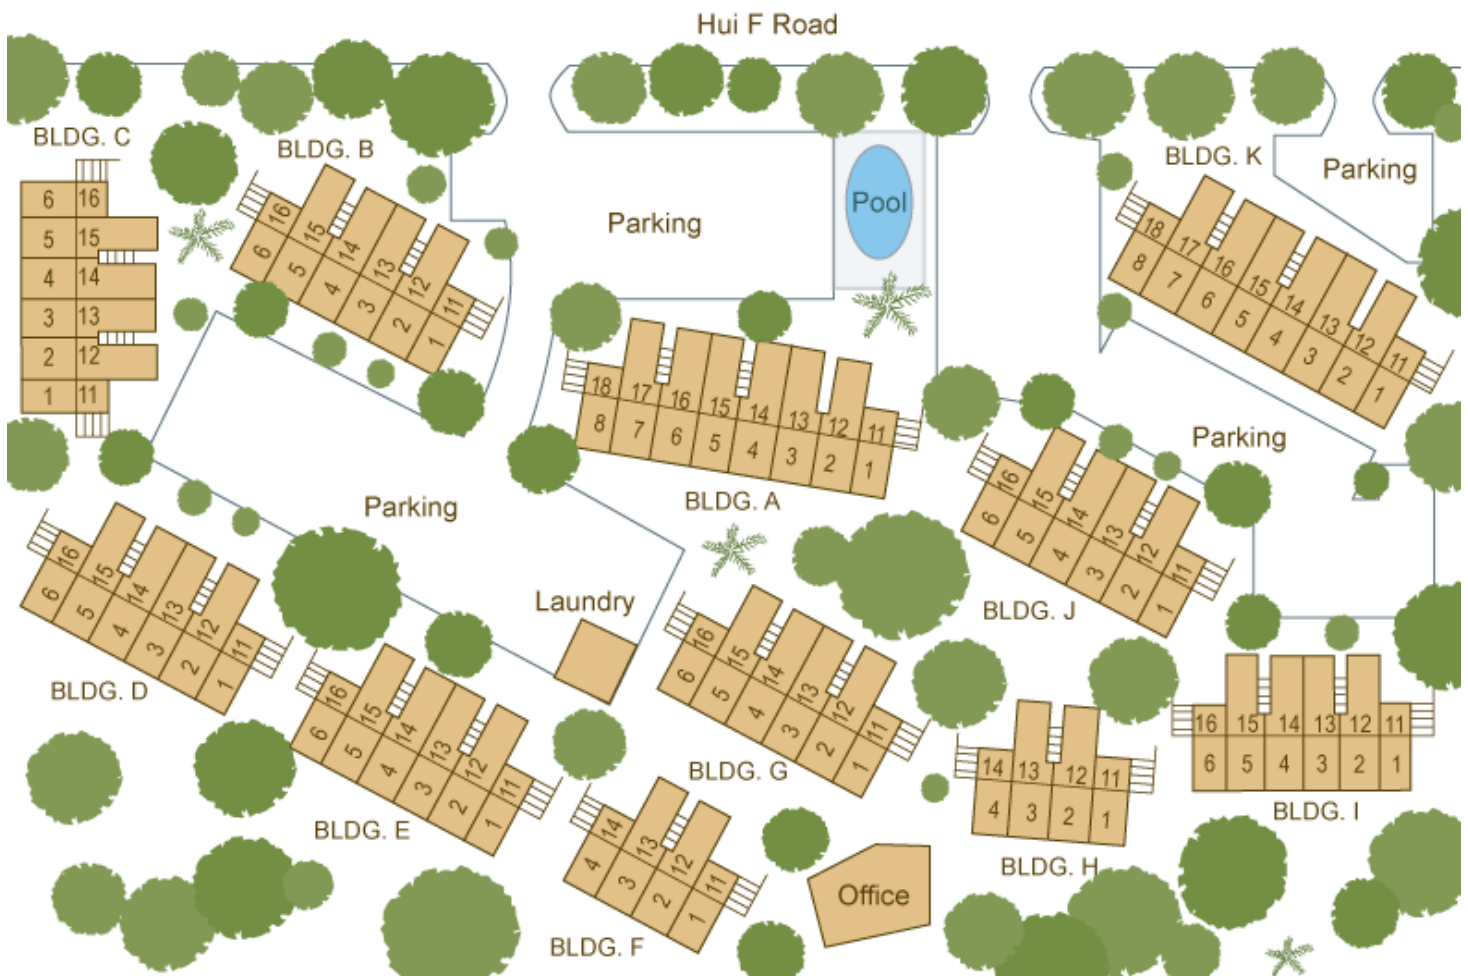 Hui F Road
BLDG. C
6 16
5 15
4 14
3 13
2 12
1 11
BLDG. B
16 15 14 13 12 11
6 5 4 3 2 1
Parking
Pool
BLDG. K
18 17 16 15 14 13 12 11
8 7 6 5 4 3 2 1
Parking
18 17 16 15 14 13 12 11
8 7 6 5 4 3 2 1
BLDG. A
Parking
Parking
16 15 14 13 12 11
6 5 4 3 2 1
BLDG. J
16 15 14 13 12 11
6 5 4 3 2 1
BLDG. D
Laundry
16 15 14 13 12 11
6 5 4 3 2 1
BLDG. E
16 15 14 13 12 11
6 5 4 3 2 1
BLDG. G
14 13 12 11
4 3 2 1
BLDG. F
Office
14 13 12 11
4 3 2 1
BLDG. H
16 15 14 13 12 11
6 5 4 3 2 1
BLDG. I